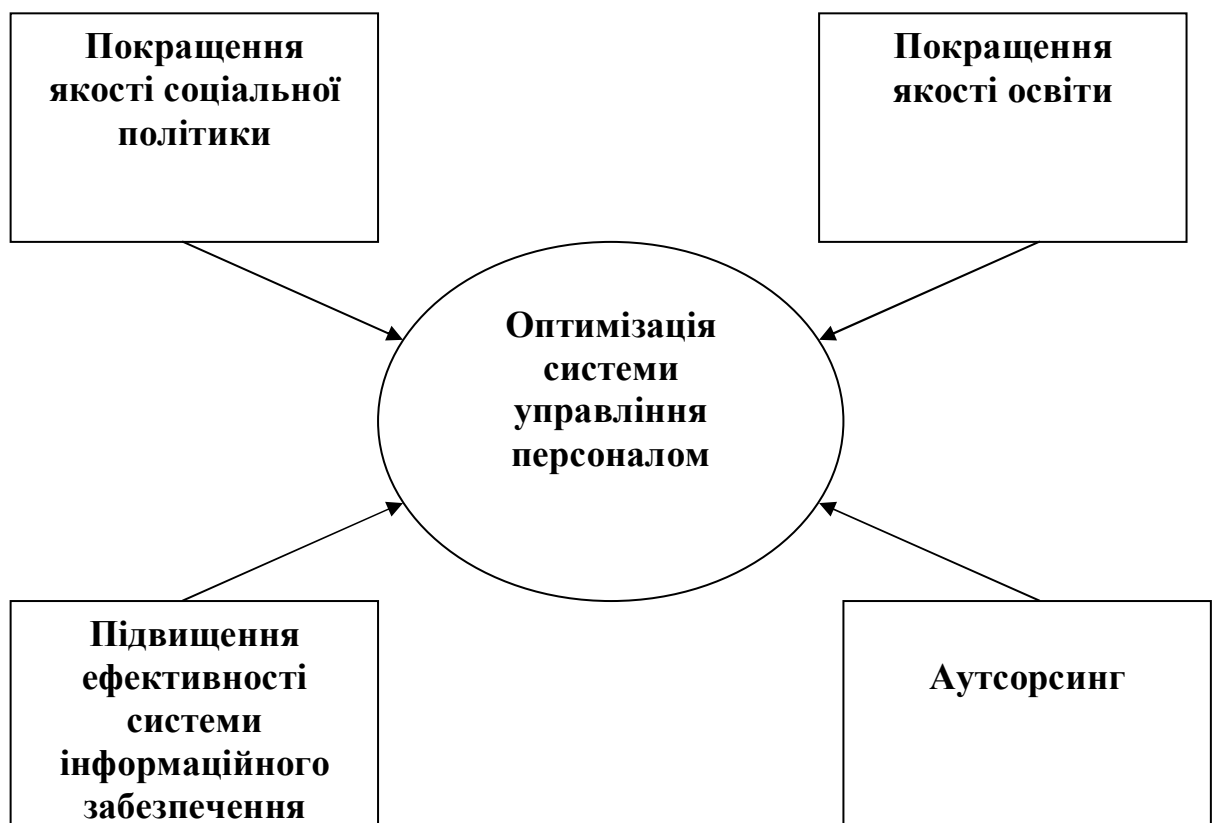 Покращення
якості соціальної
політики
Покращення
якості освіти
Оптимізація
системи
управління
персоналом
Підвищення
ефективності
системи
інформаційного
забезпечення
Аутсорсинг